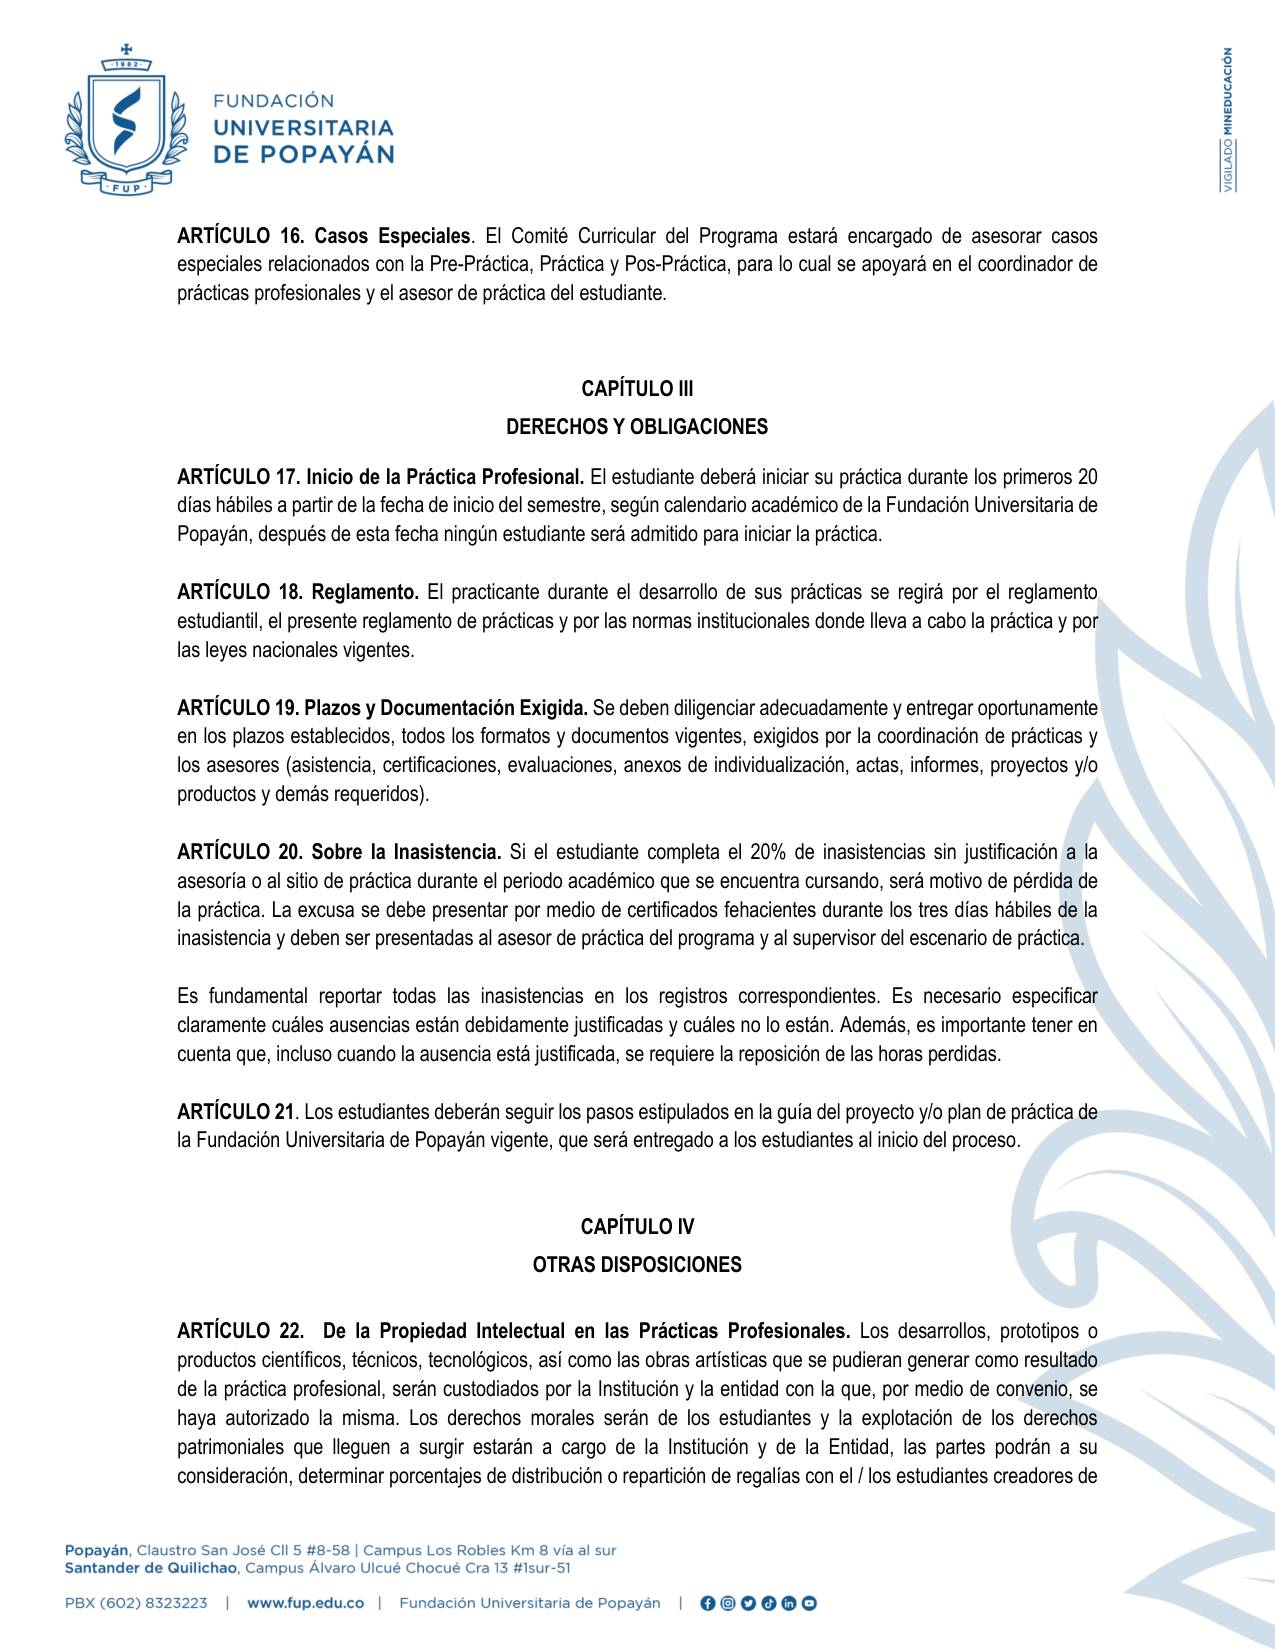 ·1982·
FUNDACIÓN
UNIVERSITARIA
DE POPAYÁN
·FUP·
VIGILADO MINEDUCACIÓN
ARTÍCULO 16. Casos Especiales. El Comité Curricular del Programa estará encargado de asesorar casos
especiales relacionados con la Pre-Práctica, Práctica y Pos-Práctica, para lo cual se apoyará en el coordinador de
prácticas profesionales y el asesor de práctica del estudiante.
CAPÍTULO III
DERECHOS Y OBLIGACIONES
ARTÍCULO 17. Inicio de la Práctica Profesional. El estudiante deberá iniciar su práctica durante los primeros 20
días hábiles a partir de la fecha de inicio del semestre, según calendario académico de la Fundación Universitaria de
Popayán, después de esta fecha ningún estudiante será admitido para iniciar la práctica.
ARTÍCULO 18. Reglamento. El practicante durante el desarrollo de sus prácticas se regirá por el reglamento
estudiantil, el presente reglamento de prácticas y por las normas institucionales donde lleva a cabo la práctica y por
las leyes nacionales vigentes.
ARTÍCULO 19. Plazos y Documentación Exigida. Se deben diligenciar adecuadamente y entregar oportunamente
en los plazos establecidos, todos los formatos y documentos vigentes, exigidos por la coordinación de prácticas y
los asesores (asistencia, certificaciones, evaluaciones, anexos de individualización, actas, informes, proyectos y/o
productos y demás requeridos).
ARTÍCULO 20. Sobre la Inasistencia. Si el estudiante completa el 20% de inasistencias sin justificación a la
asesoría o al sitio de práctica durante el periodo académico que se encuentra cursando, será motivo de pérdida de
la práctica. La excusa se debe presentar por medio de certificados fehacientes durante los tres días hábiles de la
inasistencia y deben ser presentadas al asesor de práctica del programa y al supervisor del escenario de práctica.
Es fundamental reportar todas las inasistencias en los registros correspondientes. Es necesario especificar
claramente cuáles ausencias están debidamente justificadas y cuáles no lo están. Además, es importante tener en
cuenta que, incluso cuando la ausencia está justificada, se requiere la reposición de las horas perdidas.
ARTÍCULO 21. Los estudiantes deberán seguir los pasos estipulados en la guía del proyecto y/o plan de práctica de
la Fundación Universitaria de Popayán vigente, que será entregado a los estudiantes al inicio del proceso.
CAPÍTULO IV
OTRAS DISPOSICIONES
ARTÍCULO 22. De la Propiedad Intelectual en las Prácticas Profesionales. Los desarrollos, prototipos o
productos científicos, técnicos, tecnológicos, así como las obras artísticas que se pudieran generar como resultado
de la práctica profesional, serán custodiados por la Institución y la entidad con la que, por medio de convenio, se
haya autorizado la misma. Los derechos morales serán de los estudiantes y la explotación de los derechos
patrimoniales que lleguen a surgir estarán a cargo de la Institución y de la Entidad, las partes podrán a su
consideración, determinar porcentajes de distribución o repartición de regalías con el / los estudiantes creadores de
Popayán, Claustro San José Cll 5 #8-58 | Campus Los Robles Km 8 vía al sur
Santander de Quilichao, Campus Álvaro Ulcué Chocué Cra 13 #1sur-51
PBX (602) 8323223 | www.fup.edu.co | Fundación Universitaria de Popayán |